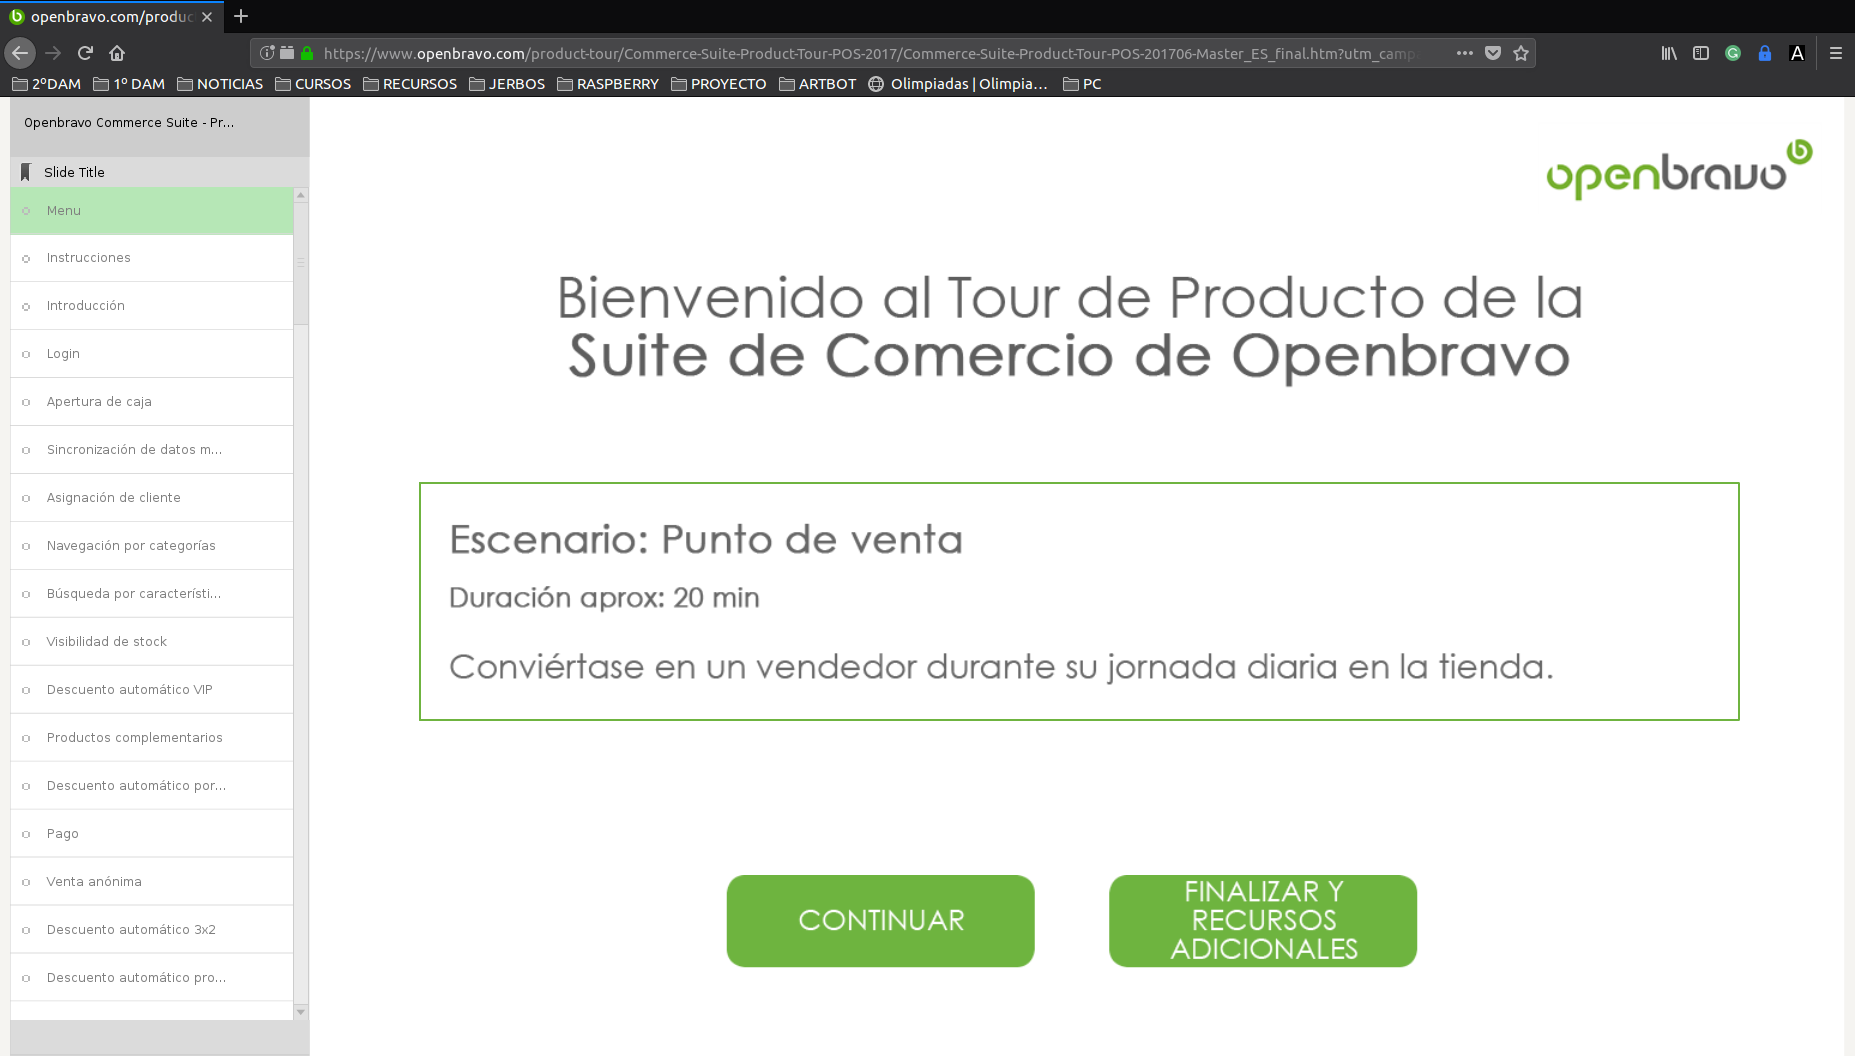 openbravo.com/produc
https://www.openbravo.com/product-tour/Commerce-Suite-Product-Tour-POS-2017/Commerce-Suite-Product-Tour-POS-201706-Master_ES_final.htm?utm_camp
2ºDAM 1º DAM NOTICIAS CURSOS RECURSOS JERBOS RASPBERRY PROYECTO ARTBOT Olimpiadas | Olimpia… PC
Openbravo Commerce Suite - Pr...
Slide Title
Menu
Instrucciones
Introducción
Login
Apertura de caja
Sincronización de datos m...
Asignación de cliente
Navegación por categorías
Búsqueda por característi...
Visibilidad de stock
Descuento automático VIP
Productos complementarios
Descuento automático por...
Pago
Venta anónima
Descuento automático 3x2
Descuento automático pro...
openbravo
Bienvenido al Tour de Producto de la
Suite de Comercio de Openbravo
Escenario: Punto de venta
Duración aprox: 20 min
Conviértase en un vendedor durante su jornada diaria en la tienda.
CONTINUAR
FINALIZAR Y
RECURSOS
ADICIONALES